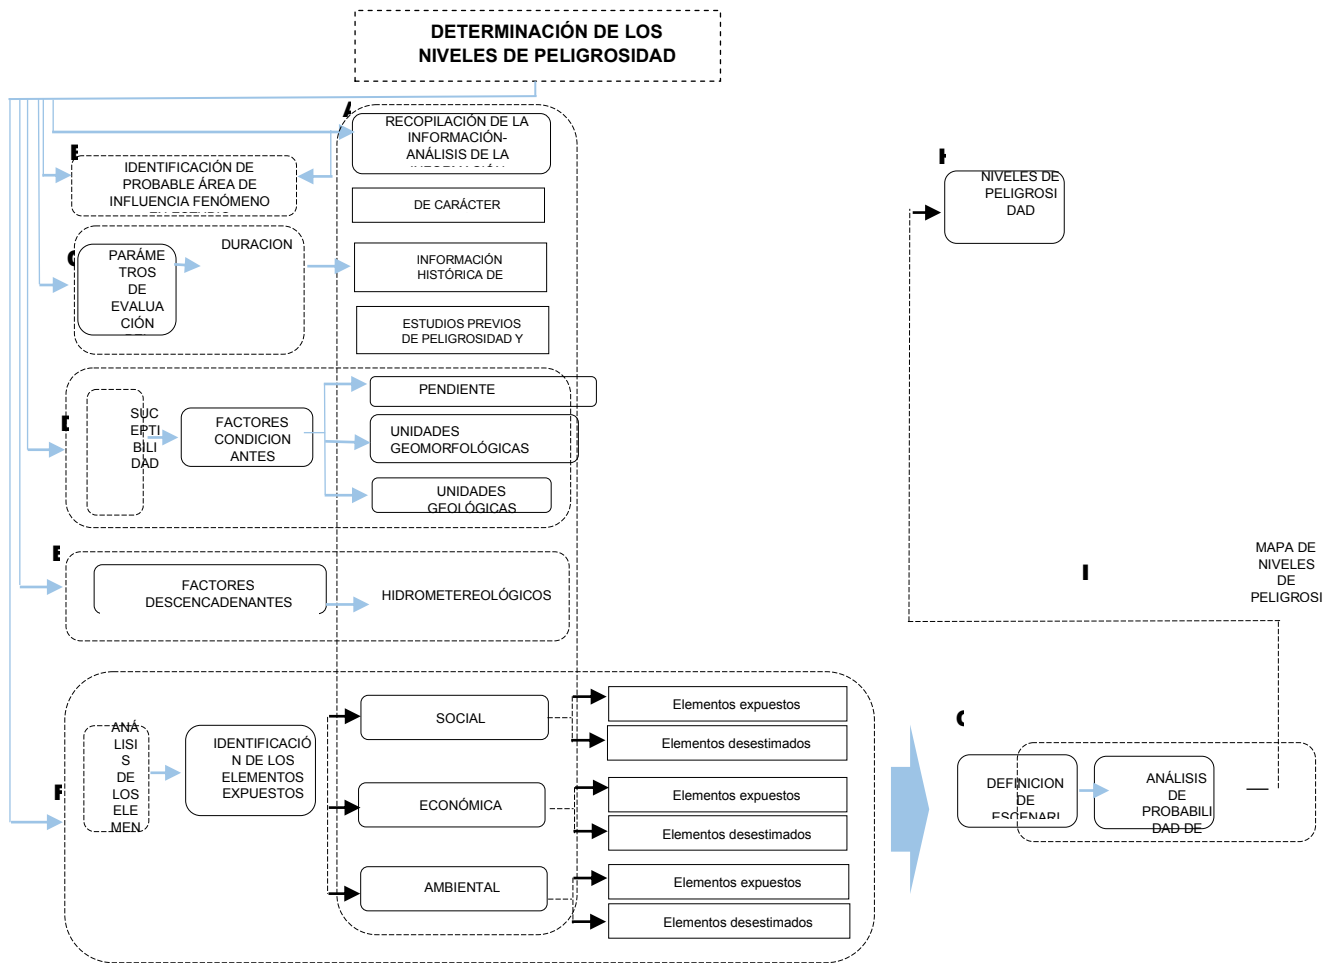 DETERMINACIÓN DE LOS
NIVELES DE PELIGROSIDAD
RECOPILACIÓN DE LA
INFORMACIÓN-
ANÁLISIS DE LA
IDENTIFICACIÓN DE
PROBABLE ÁREA DE
INFLUENCIA FENÓMENO
DE CARÁCTER
DURACION
PARÁME
TROS
DE
EVALUA
CIÓN
INFORMACIÓN
HISTÓRICA DE
ESTUDIOS PREVIOS
DE PELIGROSIDAD Y
SUC
EPTI
BILI
DAD
FACTORES
CONDICION
ANTES
PENDIENTE
UNIDADES
GEOMORFOLÓGICAS
UNIDADES
GEOLÓGICAS
FACTORES
DESCENCADENANTES
HIDROMETEREOLÓGICOS
ANÁ
LISI
S
DE
LOS
ELE
MEN
IDENTIFICACIÓ
N DE LOS
ELEMENTOS
EXPUESTOS
SOCIAL
Elementos expuestos
Elementos desestimados
ECONÓMICA
Elementos expuestos
Elementos desestimados
AMBIENTAL
Elementos expuestos
Elementos desestimados
NIVELES DE
PELIGROSI
DAD
MAPA DE
NIVELES
DE
PELIGROSI
DEFINICION
DE
ESCENARI
ANÁLISIS
DE
PROBABILI
DAD DE